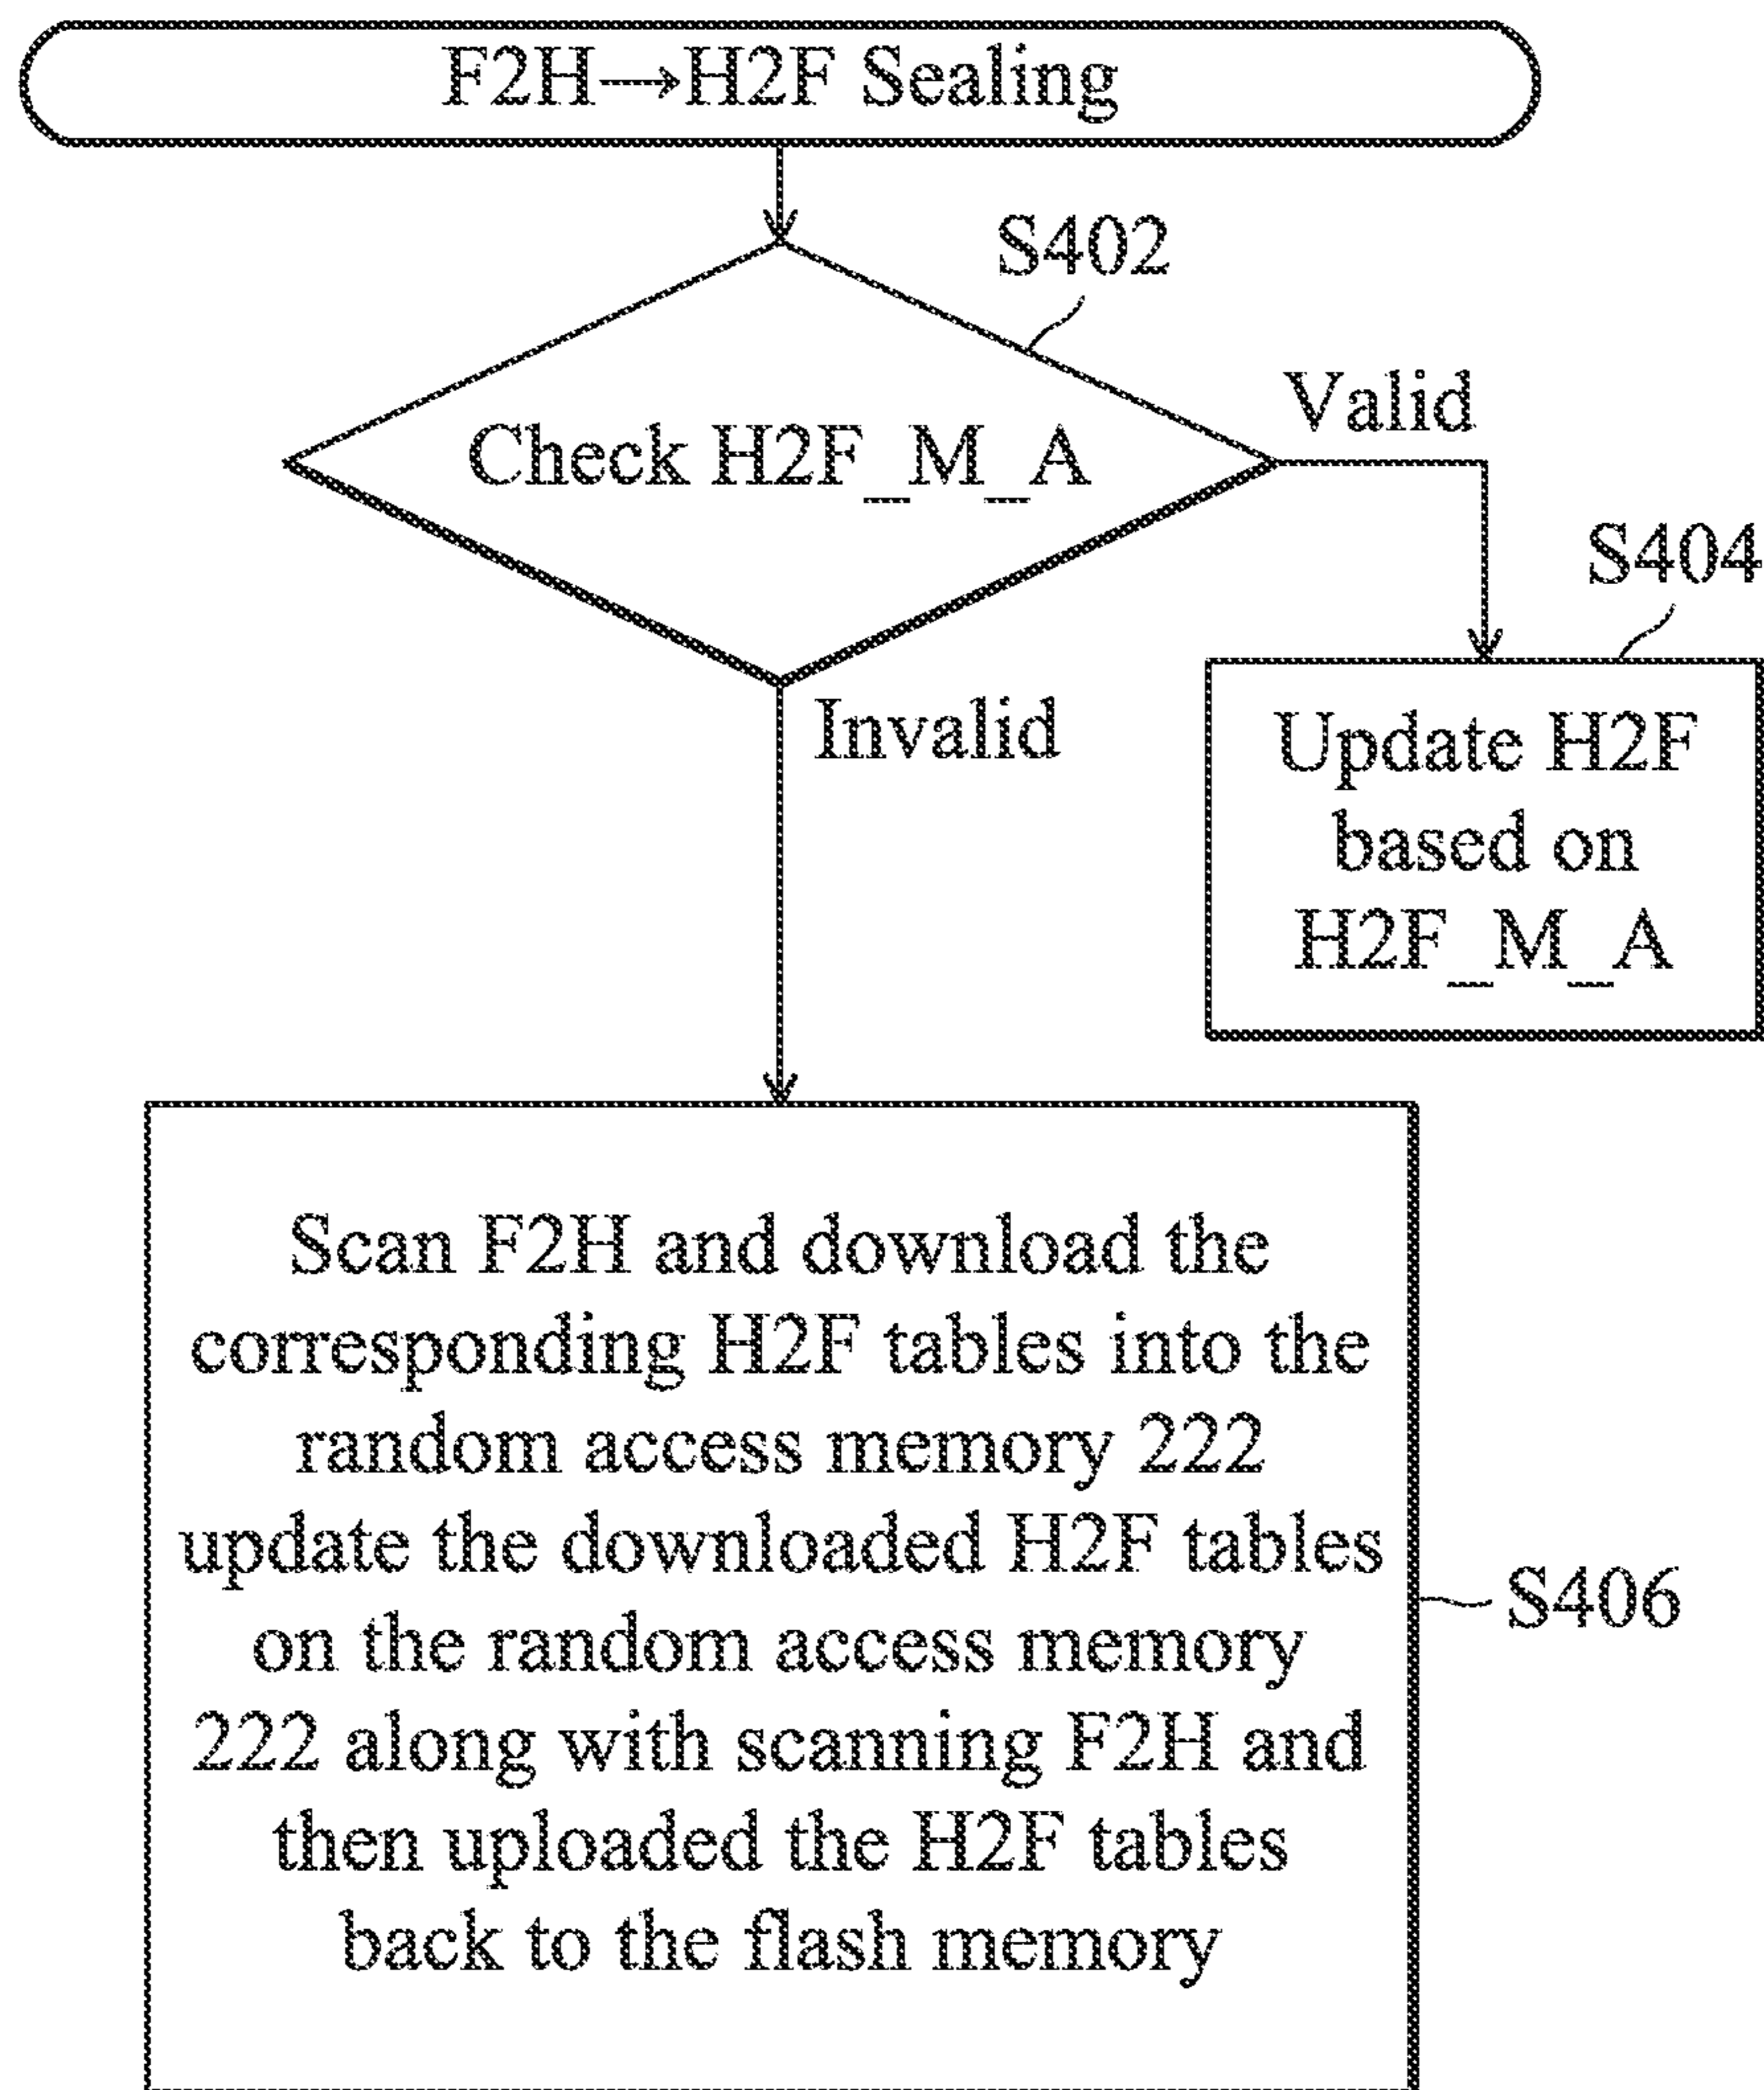 F2H→H2F Sealing
S402
Check H2F_M_A
Valid
S404
Invalid
Update H2F
based on
H2F_M_A
Scan F2H and download the
corresponding H2F tables into the
random access memory 222
update the downloaded H2F tables
on the random access memory
222 along with scanning F2H and
then uploaded the H2F tables
back to the flash memory
S406